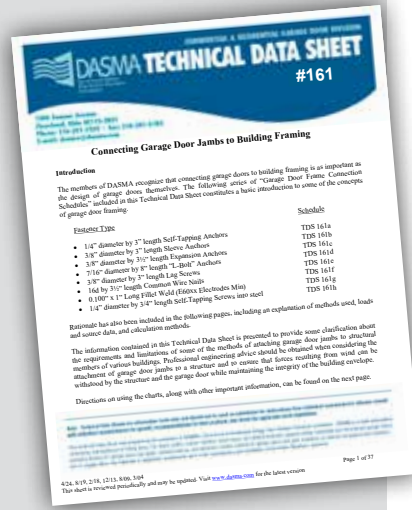 COMMERCIAL & RESIDENTIAL GARAGE DOOR DIVISION
DASMA TECHNICAL DATA SHEET
#161
Connecting Garage Door Jambs to Building Framing
Introduction
The members of DASMA recognize that connecting garage doors to building framing is as important as
the design of garage doors themselves. The following series of "Garage Door Frame Connection
Schedules" included in this Technical Data Sheet constitutes a basic introduction to some of the concepts
of garage door framing.
Fastener Type Schedule
• 1/4" diameter by 3" length Self-Tapping Anchors TDS 161a
• 3/8" diameter by 3" length Sleeve Anchors TDS 161b
• 3/8" diameter by 3½" length Expansion Anchors TDS 161c
• 7/16" diameter by 8" length "L-Bolt" Anchors TDS 161d
• 3/8" diameter by 3" length Lag Screws TDS 161e
• 16d by 3½" length Common Wire Nails TDS 161f
• 0.100" x 1" Long Fillet Weld (E60xx Electrodes Min) TDS 161g
• 1/4" diameter by 3/4" length Self-Tapping Screws into steel TDS 161h
Rationale has also been included in the following pages, including an explanation of methods used, loads
and source data, and calculation methods.
The information contained in this Technical Data Sheet is presented to provide some clarification about
the requirements and limitations of some of the methods of attaching garage door jambs to structural
members of various buildings. Professional engineering advice should be obtained when considering the
attachment of garage door jambs to a structure and to ensure that forces resulting from wind can be
withstood by the structure and the garage door while maintaining the integrity of the building envelope.
Directions on using the charts, along with other important information, can be found on the next page.
4/24, 8/19, 2/18, 12/13, 8/09, 3/04 Page 1 of 37
This sheet is reviewed periodically and may be updated. Visit www.dasma.com for the latest version